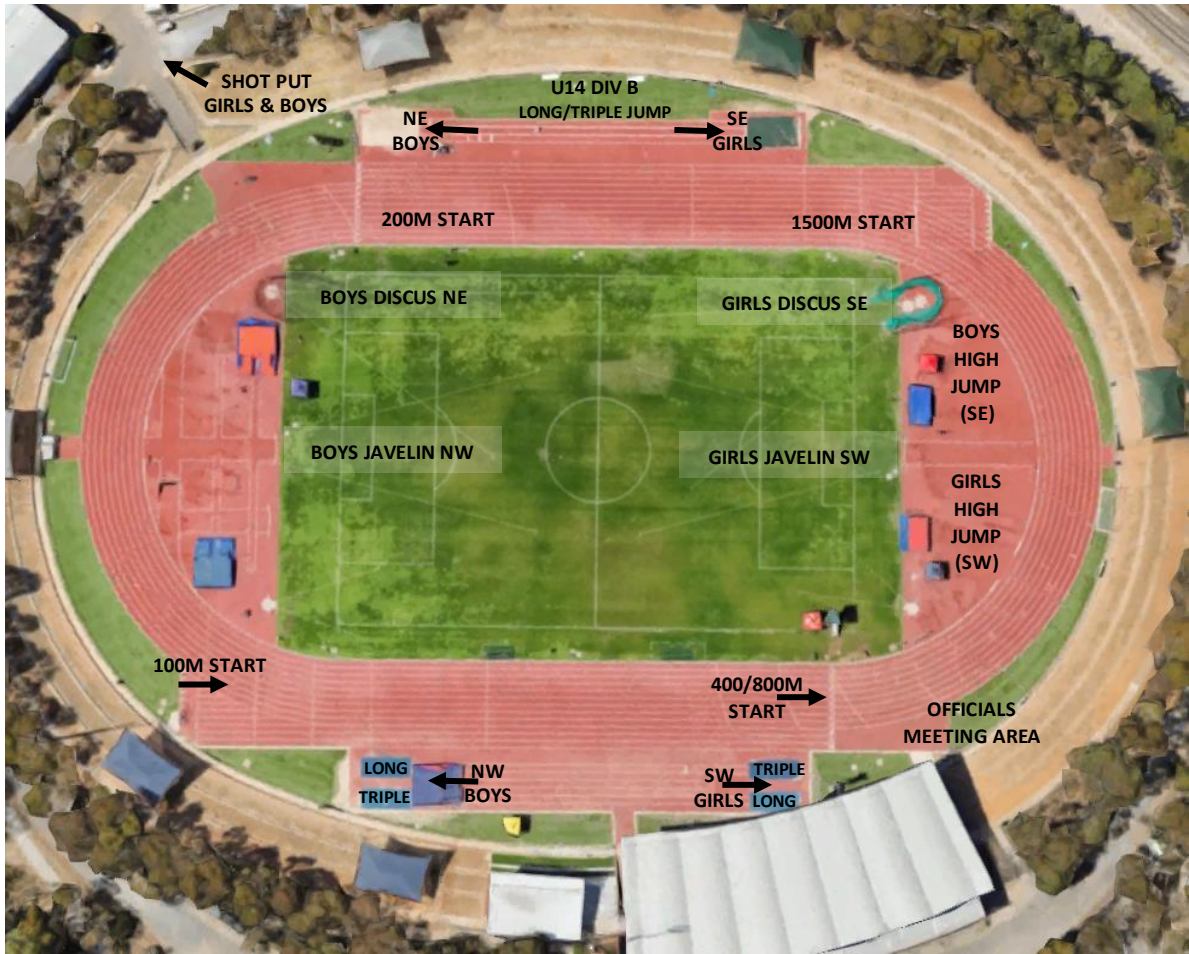 SHOT PUT
GIRLS & BOYS
U14 DIV B
LONG/TRIPLE JUMP
NE
BOYS
SE
GIRLS
200M START
1500M START
BOYS DISCUS NE
GIRLS DISCUS SE
BOYS
HIGH
JUMP
(SE)
BOYS JAVELIN NW
GIRLS JAVELIN SW
GIRLS
HIGH
JUMP
(SW)
100M START
400/800M
START
OFFICIALS
MEETING AREA
LONG
TRIPLE
NW
BOYS
SW
GIRLS
TRIPLE
LONG